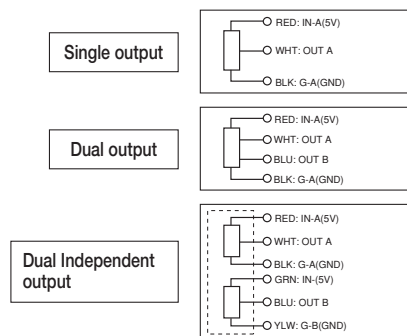 Single output
RED: IN-A(5V)
WHT: OUT A
BLK: G-A(GND)
Dual output
RED: IN-A(5V)
WHT: OUT A
BLU: OUT B
BLK: G-A(GND)
Dual Independent
output
RED: IN-A(5V)
WHT: OUT A
BLK: G-A(GND)
GRN: IN-(5V)
BLU: OUT B
YLW: G-B(GND)